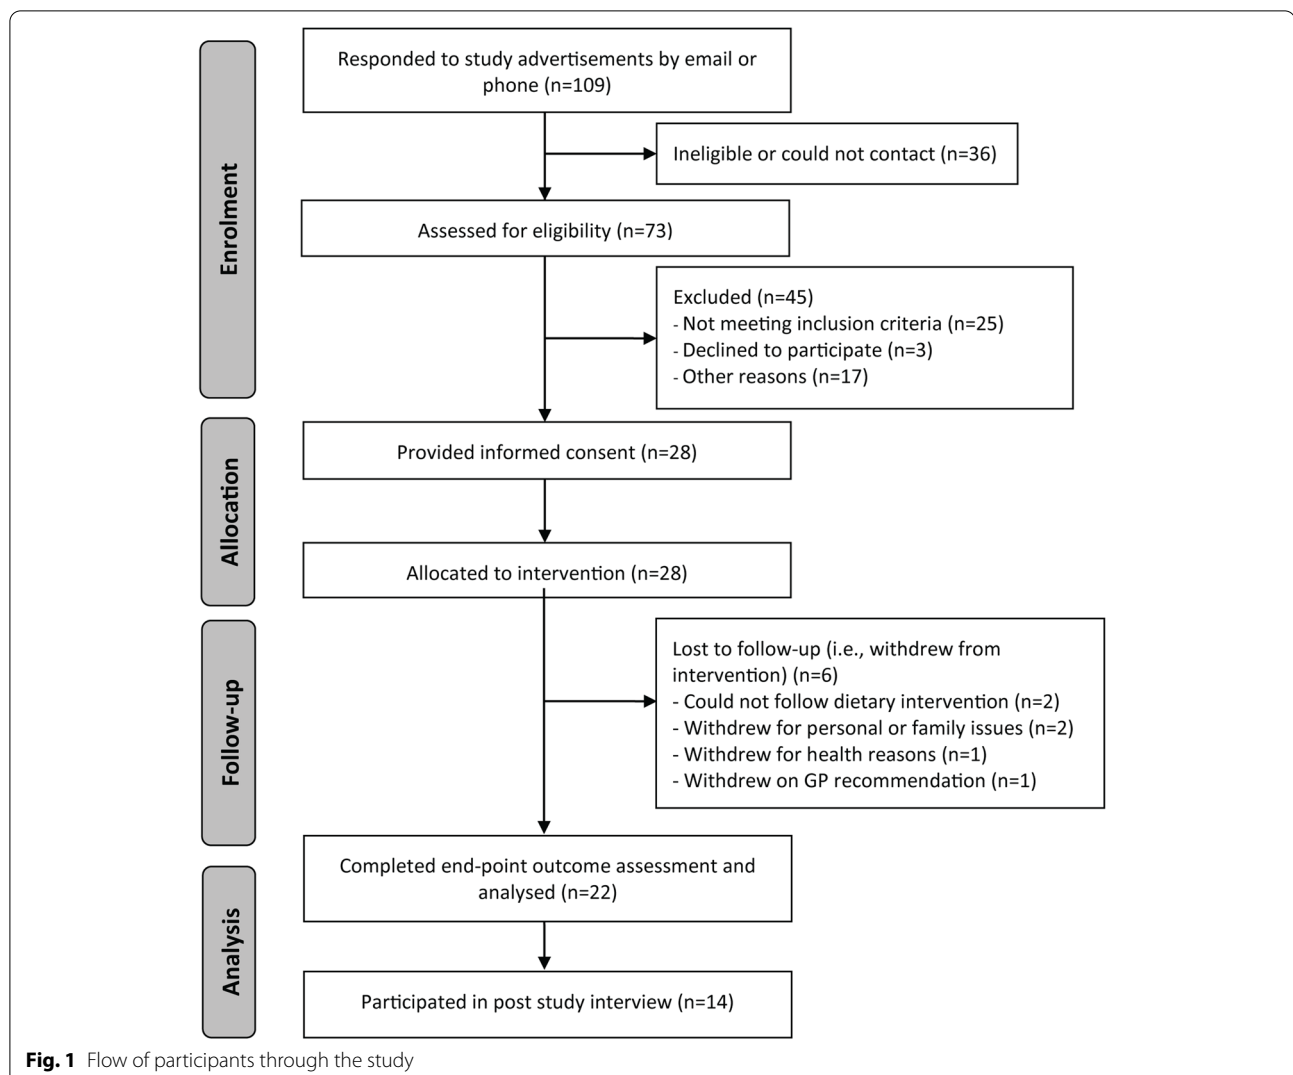 Enrolment
Responded to study advertisements by email or
phone (n=109)
Ineligible or could not contact (n=36)
Assessed for eligibility (n=73)
Excluded (n=45)
- Not meeting inclusion criteria (n=25)
- Declined to participate (n=3)
- Other reasons (n=17)
Allocation
Provided informed consent (n=28)
Allocated to intervention (n=28)
Follow-up
Lost to follow-up (i.e., withdrew from
intervention) (n=6)
- Could not follow dietary intervention (n=2)
- Withdrew for personal or family issues (n=2)
- Withdrew for health reasons (n=1)
- Withdrew on GP recommendation (n=1)
Analysis
Completed end-point outcome assessment and
analysed (n=22)
Participated in post study interview (n=14)
Fig. 1 Flow of participants through the study